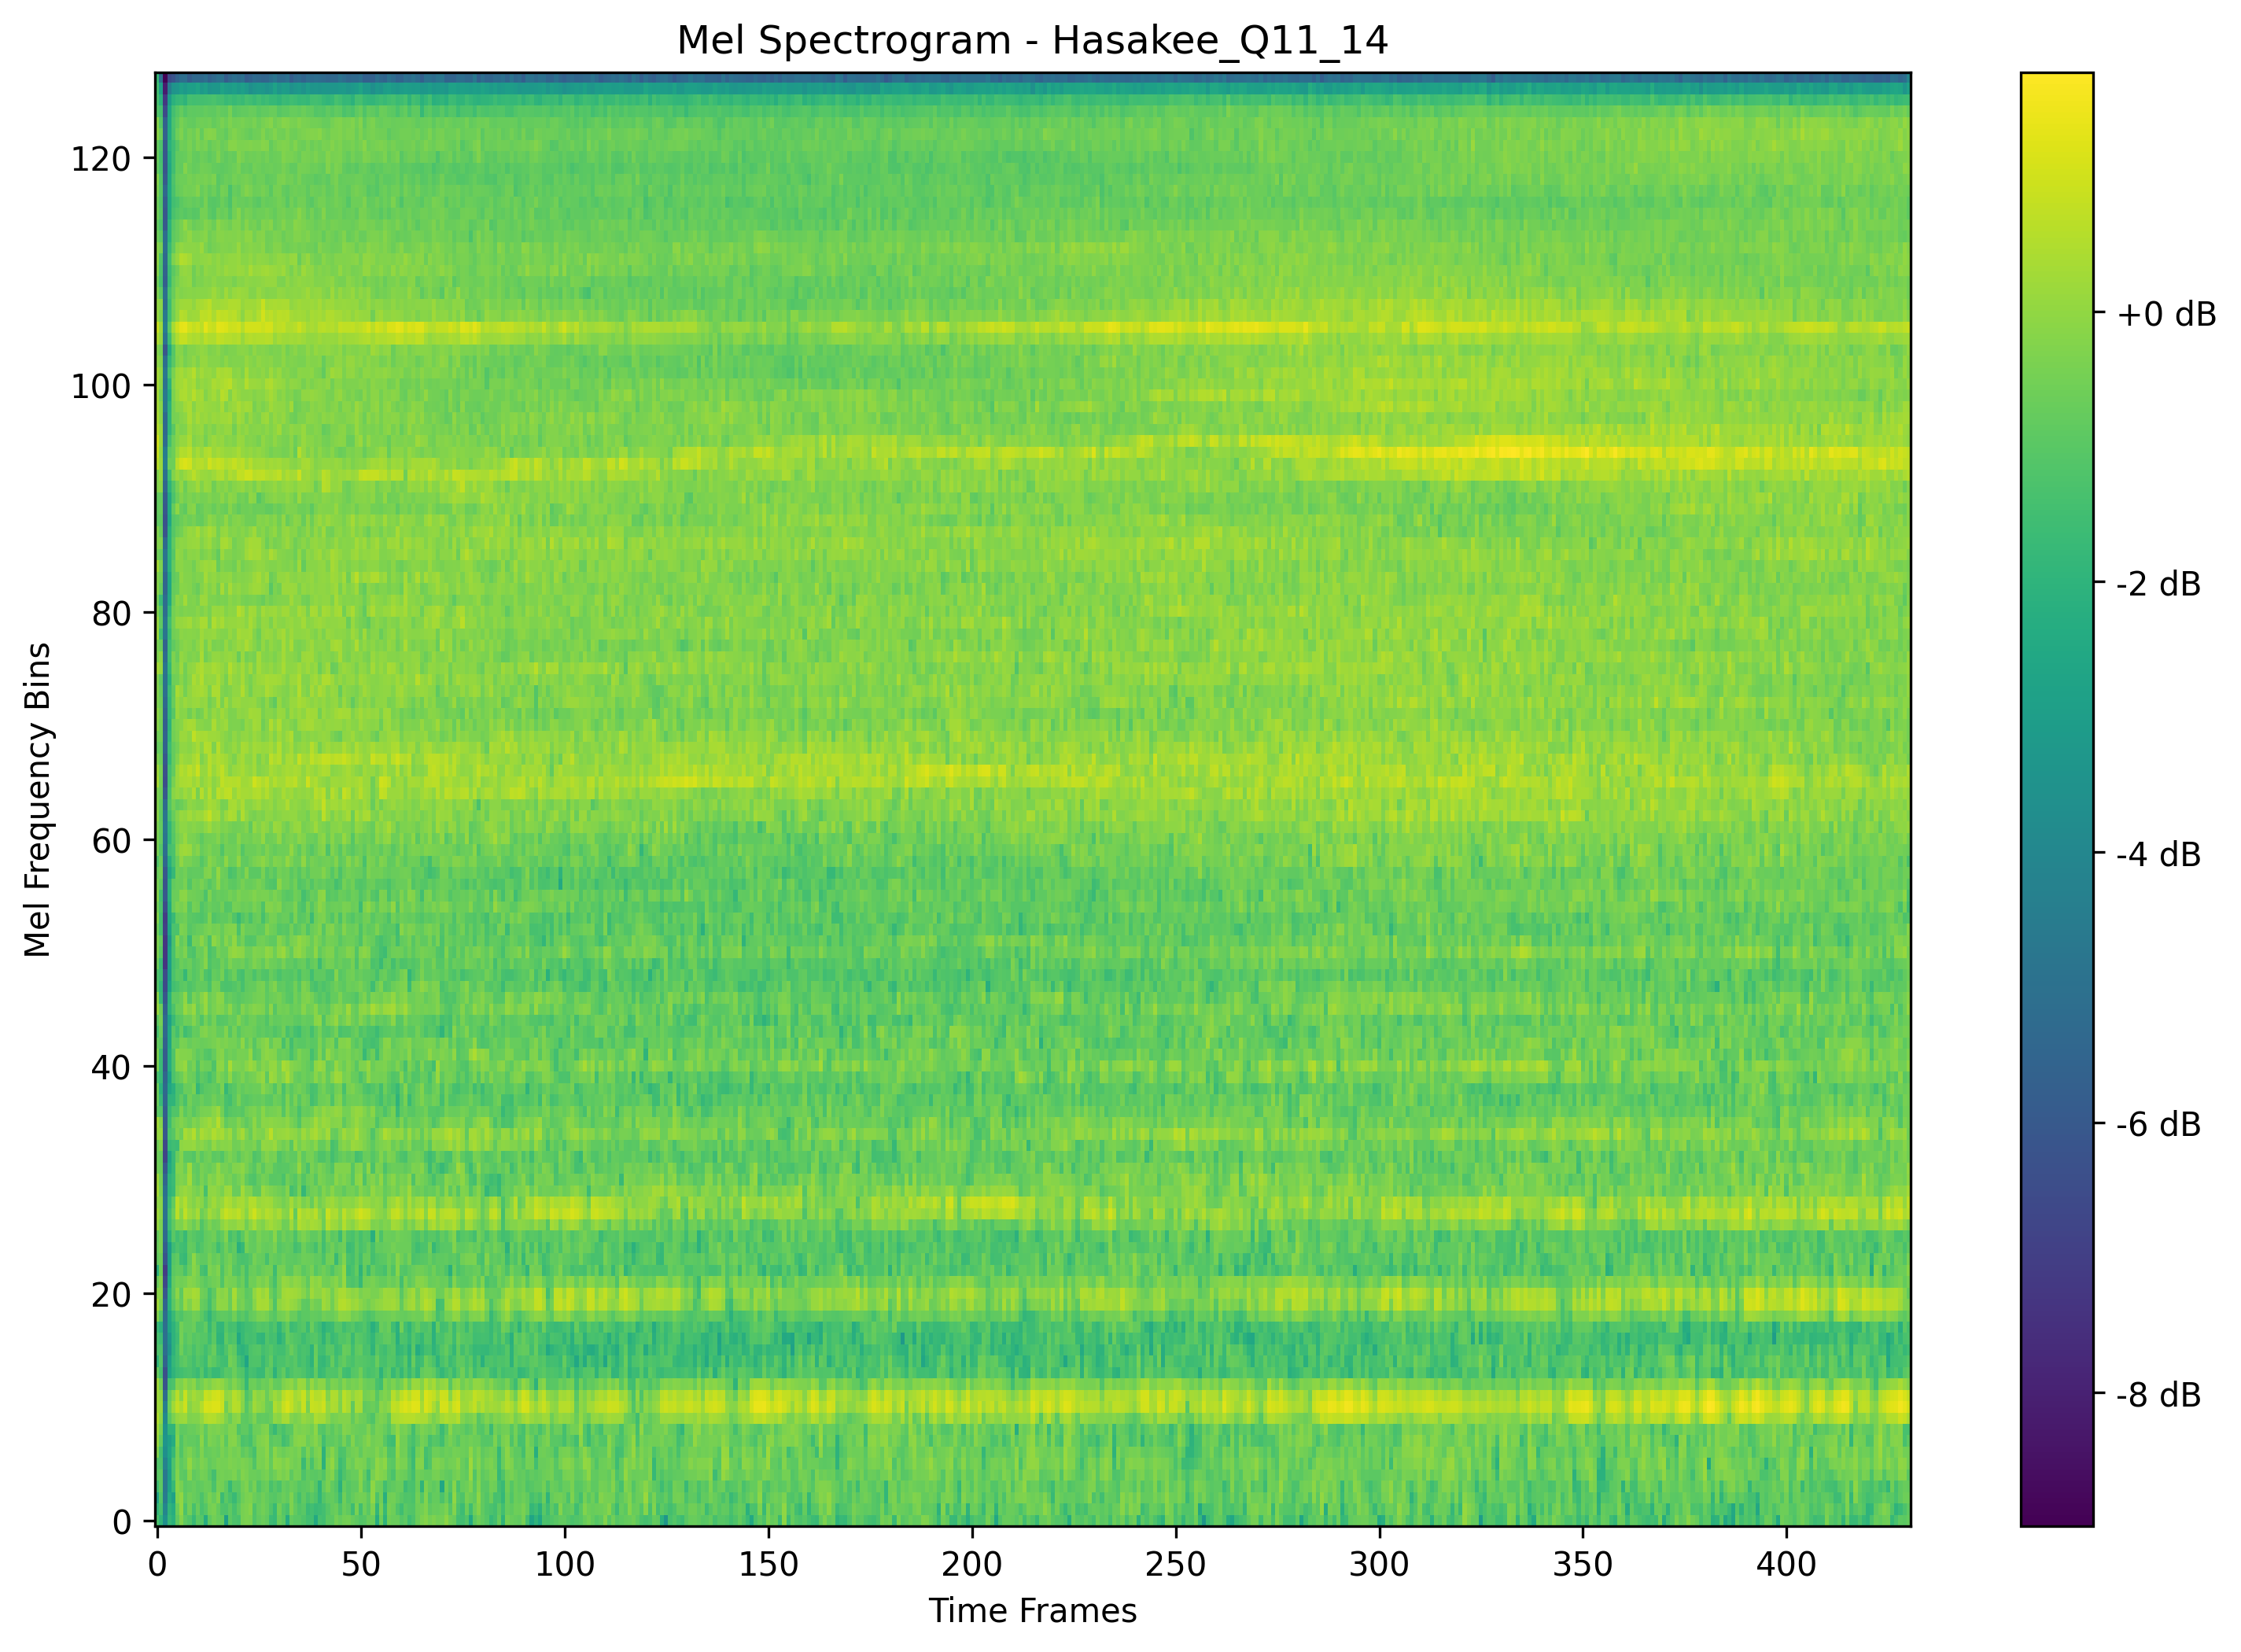 Mel Spectrogram - Hasakee_Q11_14
120
100
80
60
40
20
0
Mel Frequency Bins
0 50 100 150 200 250 300 350 400
Time Frames
+0 dB
-2 dB
-4 dB
-6 dB
-8 dB